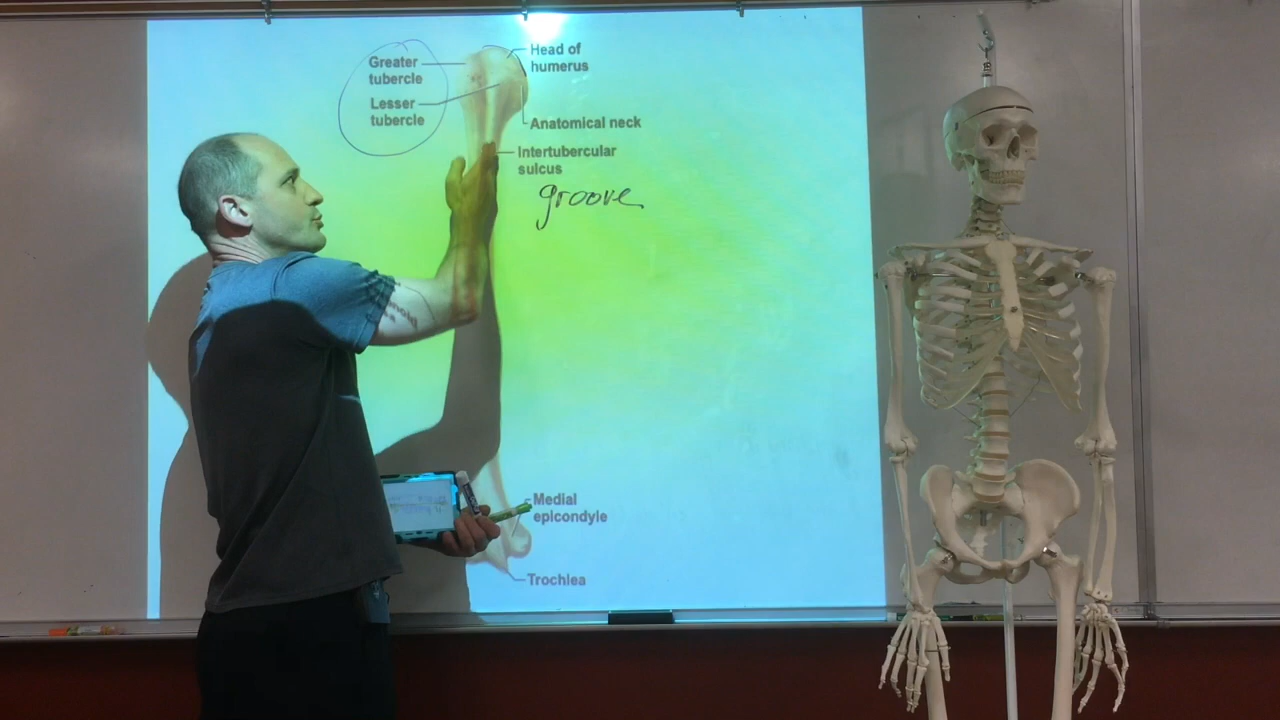 Greater
tubercle
Lesser
tubercle
Head of
humerus
Anatomical neck
Intertubercular
sulcus
groove
Medial
epicondyle
Trochlea